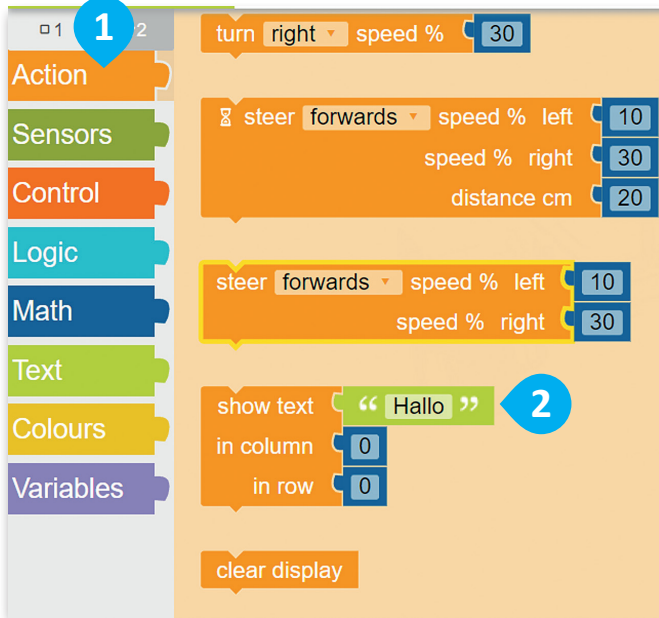 1 1 2
Action
Sensors
Control
Logic
Math
Text
Colours
Variables
turn right speed % 30
steer forwards speed % left 10
speed % right 30
distance cm 20
steer forwards speed % left 10
speed % right 30
show text “ Hallo ” 2
in column 0
in row 0
clear display